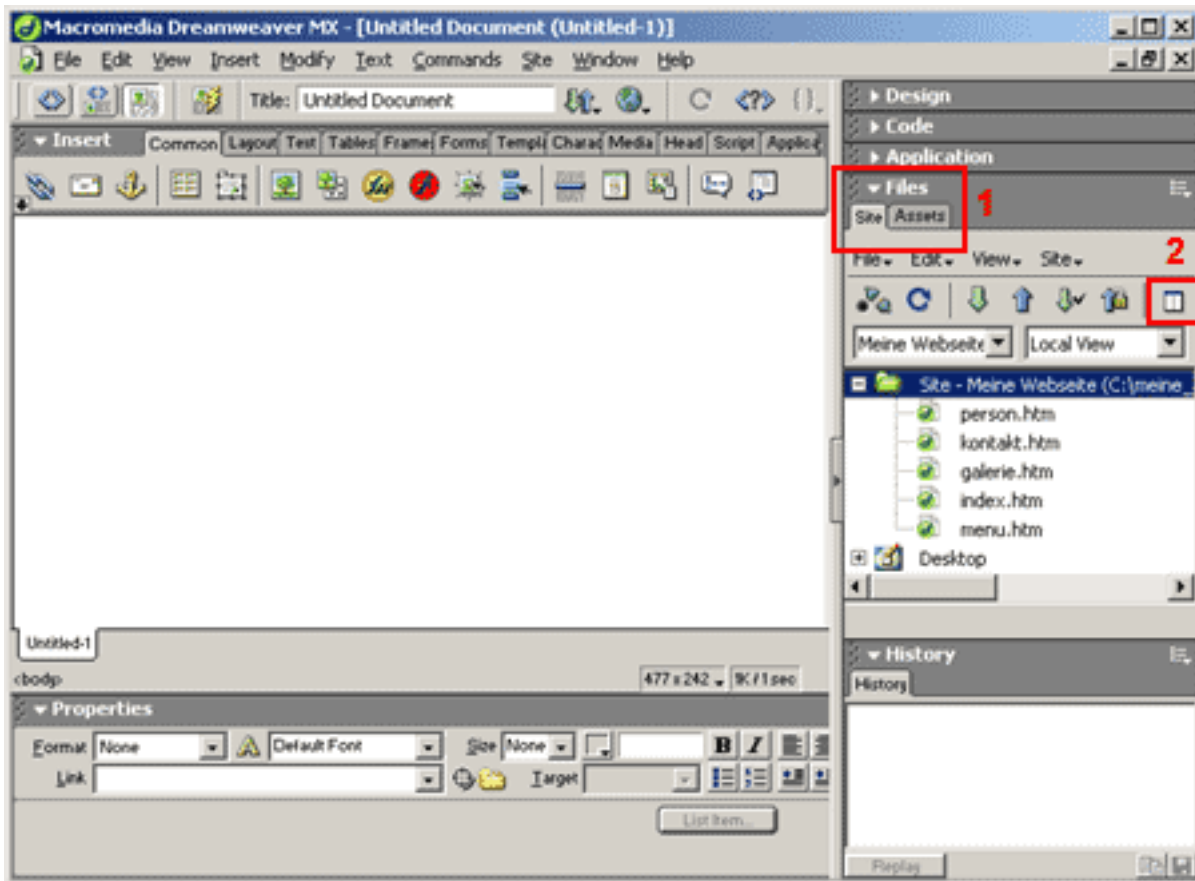 Macromedia Dreamweaver MX - [Untitled Document (Untitled-1)]
File Edit View Insert Modify Text Commands Site Window Help
Title: Untitled Document
Insert Common Layout Text Tables Frames Forms Templa Charac Media Head Script Applica
Design
Code
Application
Files
Site Assets
1
File Edit View Site
2
Meine Webseite Local View
Site - Meine Webseite (C:\meine_
person.htm
kontakt.htm
galerie.htm
index.htm
menu.htm
Desktop
Untitled-1
<body>
477 x 242 1K / 1 sec
Properties
Format None Default Font Size None B I
Link Target
List Item...
History
History
Replay